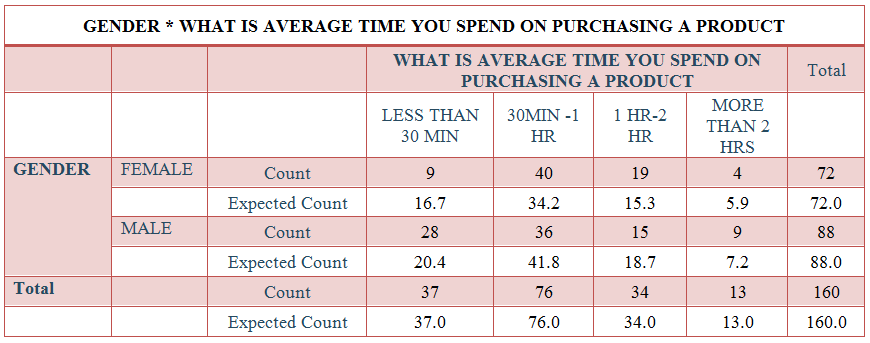 GENDER * WHAT IS AVERAGE TIME YOU SPEND ON PURCHASING A PRODUCT
WHAT IS AVERAGE TIME YOU SPEND ON
PURCHASING A PRODUCT
Total
LESS THAN
30 MIN
30MIN -1
HR
1 HR-2
HR
MORE
THAN 2
HRS
GENDER FEMALE Count 9 40 19 4 72
Expected Count 16.7 34.2 15.3 5.9 72.0
MALE Count 28 36 15 9 88
Expected Count 20.4 41.8 18.7 7.2 88.0
Total Count 37 76 34 13 160
Expected Count 37.0 76.0 34.0 13.0 160.0